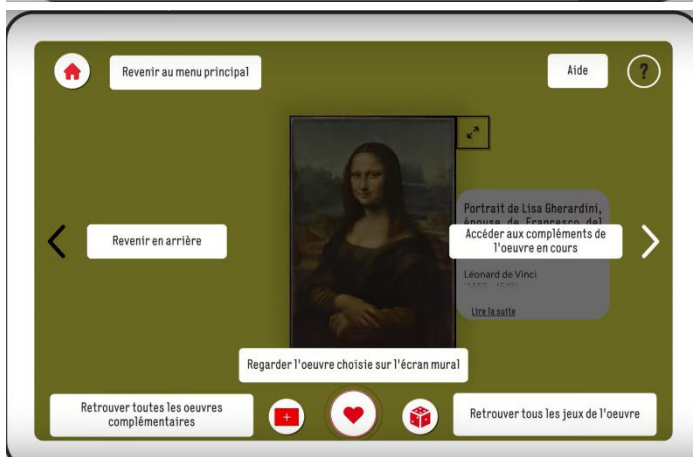 Revenir au menu principal
Aide
?
Portrait de Lisa Gherardini,
épouse de Francesco del
Revenir en arrière
Accéder aux compléments de
l'oeuvre en cours
Léonard de Vinci
Lire la suite
Regarder l'oeuvre choisie sur l'écran mural
Retrouver toutes les oeuvres
complémentaires
Retrouver tous les jeux de l'oeuvre